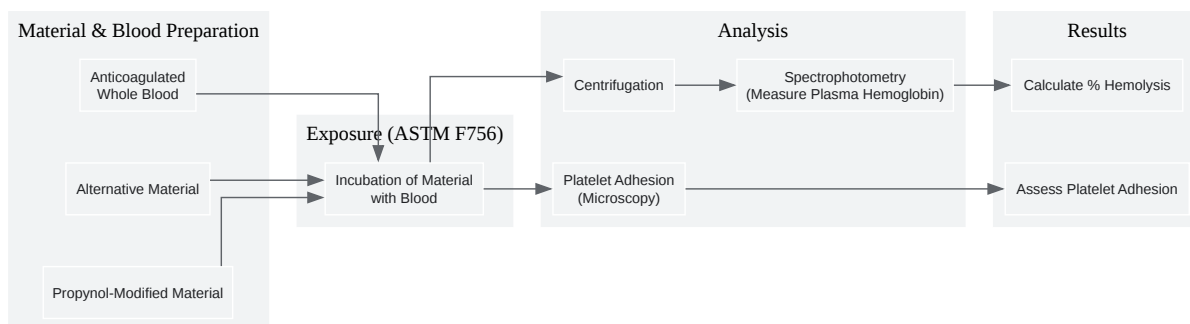 Material & Blood Preparation
Anticoagulated
Whole Blood
Alternative Material
Propynol-Modified Material
Exposure (ASTM F756)
Incubation of Material
with Blood
Analysis
Centrifugation
Spectrophotometry
(Measure Plasma Hemoglobin)
Platelet Adhesion
(Microscopy)
Results
Calculate % Hemolysis
Assess Platelet Adhesion